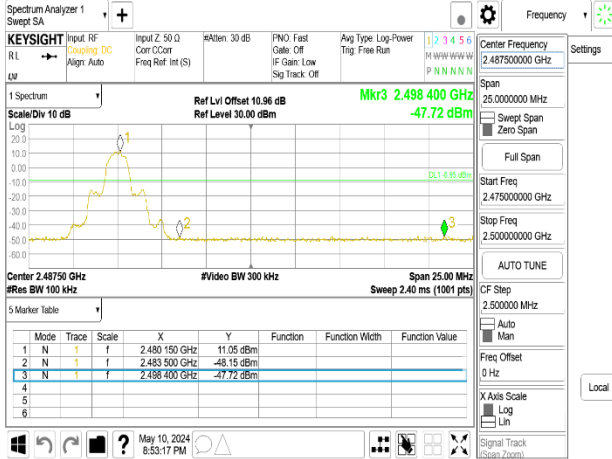 Spectrum Analyzer 1
Swept SA
Frequency
KEYSIGHT
RL
Input: RF
Coupling: DC
Align: Auto
Input Z: 50 Ω
Corr CCorr
Freq Ref: Int (S)
#Atten: 30 dB
PNO: Fast
Gate: Off
IF Gain: Low
Sig Track: Off
Avg Type: Log-Power
Trig: Free Run
1 2 3 4 5 6
M W W W W W
P N N N N N
1 Spectrum
Scale/Div 10 dB
Ref Lvl Offset 10.96 dB
Ref Level 30.00 dBm
Mkr3 2.498 400 GHz
-47.72 dBm
Log
20.0
10.0
0.00
-10.0
-20.0
-30.0
-40.0
-50.0
-60.0
1
2
3
DL1 -8.95 dBm
Center 2.48750 GHz
#Res BW 100 kHz
#Video BW 300 kHz
Span 25.00 MHz
Sweep 2.40 ms (1001 pts)
5 Marker Table
Mode Trace Scale X Y Function Function Width Function Value
1 N 1 f 2.480 150 GHz 11.05 dBm
2 N 1 f 2.483 500 GHz -48.15 dBm
3 N 1 f 2.498 400 GHz -47.72 dBm
4
5
6
May 10, 2024
8:53:17 PM
Center Frequency
2.487500000 GHz
Settings
Span
25.0000000 MHz
Swept Span
Zero Span
Full Span
Start Freq
2.475000000 GHz
Stop Freq
2.500000000 GHz
AUTO TUNE
CF Step
2.500000 MHz
Auto
Man
Freq Offset
0 Hz
X Axis Scale
Log
Lin
Local
Signal Track
(Span Zoom)